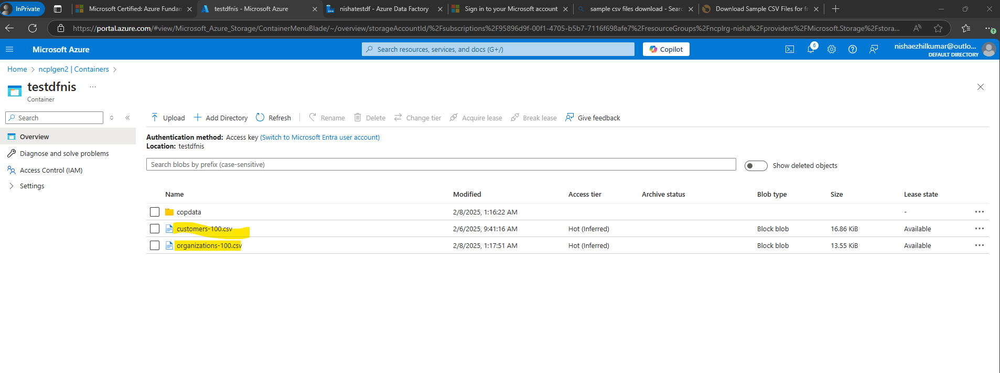 InPrivate
Microsoft Certified: Azure Fundar
testdfnis - Microsoft Azure
nishatestdf - Azure Data Factory
Sign in to your Microsoft account
sample csv files download - Searc
Download Sample CSV Files for fr
https://portal.azure.com/#view/Microsoft_Azure_Storage/ContainerMenuBlade/~/overview/storageAccountId/%2Fsubscriptions%2F95896d9f-00f1-4705-b5b7-7116f698afe7%2FresourceGroups%2Fncplrg-nisha%2Fproviders%2FMicrosoft.Storage%2Fstora...
Microsoft Azure
Search resources, services, and docs (G+/)
Copilot
6
nishaezhilkumar@outlo...
DEFAULT DIRECTORY
Home > ncplgen2 | Containers >
testdfnis ...
Container
Search
Upload
Add Directory
Refresh
Rename
Delete
Change tier
Acquire lease
Break lease
Give feedback
Overview
Diagnose and solve problems
Access Control (IAM)
Settings
Authentication method: Access key (Switch to Microsoft Entra user account)
Location: testdfnis
Search blobs by prefix (case-sensitive)
Show deleted objects
Name Modified Access tier Archive status Blob type Size Lease state
copdata 2/8/2025, 1:16:22 AM -
customers-100.csv 2/6/2025, 9:41:16 AM Hot (Inferred) Block blob 16.86 KiB Available
organizations-100.csv 2/8/2025, 1:17:51 AM Hot (Inferred) Block blob 13.55 KiB Available